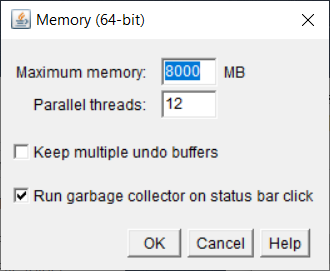 Memory (64-bit)
Maximum memory: 8000 MB
Parallel threads: 12
Keep multiple undo buffers
Run garbage collector on status bar click
OK Cancel Help